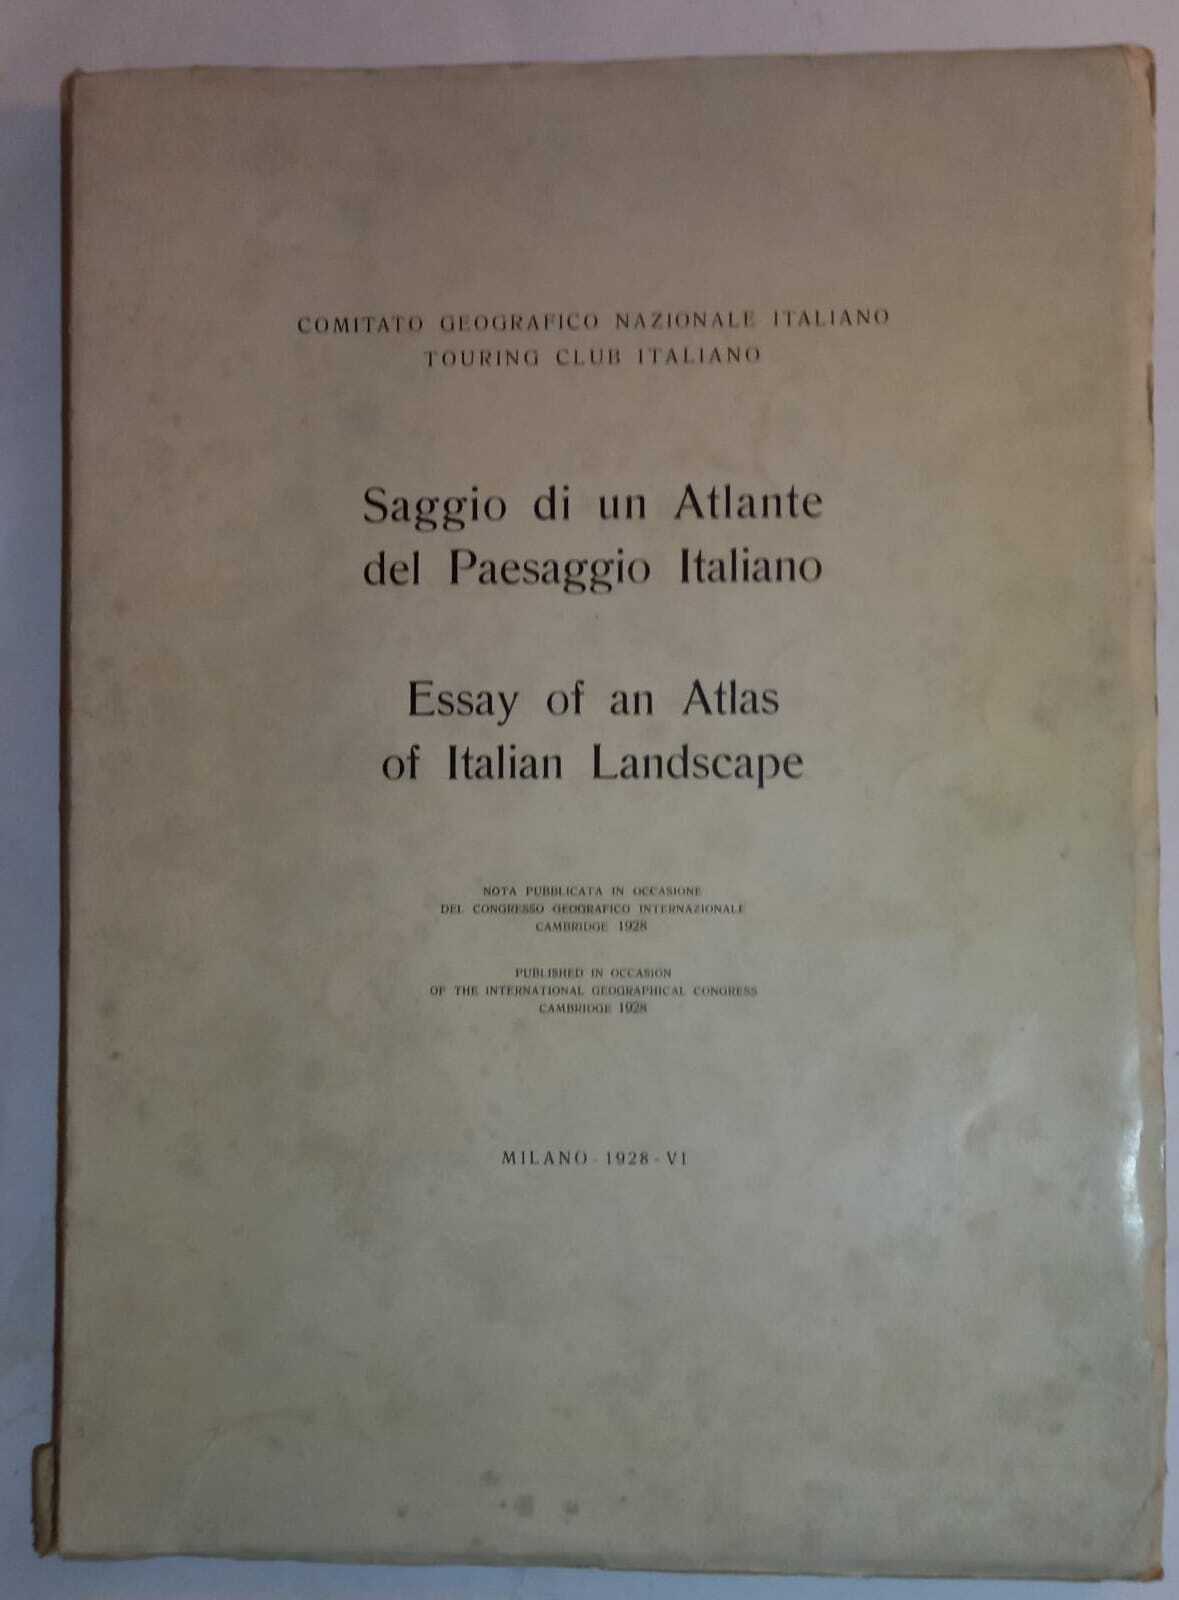 COMITATO GEOGRAFICO NAZIONALE ITALIANO
TOURING CLUB ITALIANO
Saggio di un Atlante
del Paesaggio Italiano
Essay of an Atlas
of Italian Landscape
NOTA PUBBLICATA IN OCCASIONE
DEL CONGRESSO GEOGRAFICO INTERNAZIONALE
CAMBRIDGE 1928
PUBLISHED IN OCCASION
OF THE INTERNATIONAL GEOGRAPHICAL CONGRESS
CAMBRIDGE 1928
MILANO - 1928 - VI